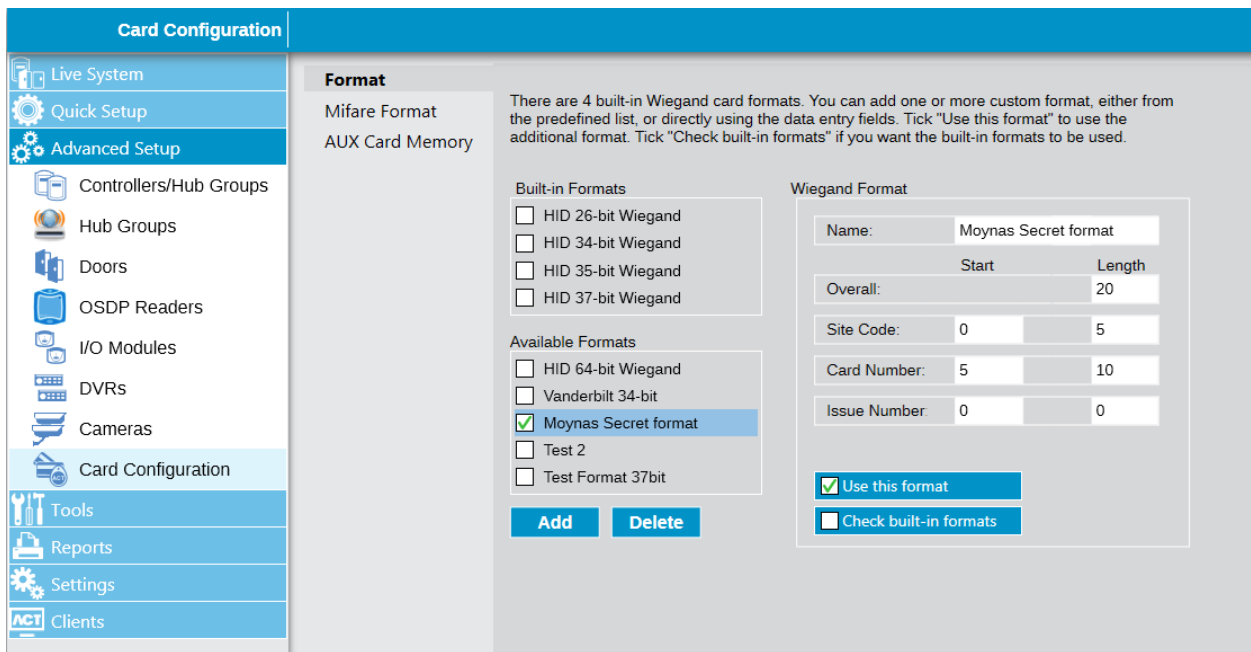 Card Configuration
Live System
Quick Setup
Advanced Setup
Controllers/Hub Groups
Hub Groups
Doors
OSDP Readers
I/O Modules
DVRs
Cameras
ACT
Card Configuration
Tools
Reports
Settings
ACT Clients
Format
Mifare Format
AUX Card Memory
There are 4 built-in Wiegand card formats. You can add one or more custom format, either from
the predefined list, or directly using the data entry fields. Tick "Use this format" to use the
additional format. Tick "Check built-in formats" if you want the built-in formats to be used.
Built-in Formats
HID 26-bit Wiegand
HID 34-bit Wiegand
HID 35-bit Wiegand
HID 37-bit Wiegand
Available Formats
HID 64-bit Wiegand
Vanderbilt 34-bit
Moynas Secret format
Test 2
Test Format 37bit
Add Delete
Wiegand Format
Name: Moynas Secret format
Start Length
Overall: 20
Site Code: 0 5
Card Number: 5 10
Issue Number: 0 0
Use this format
Check built-in formats